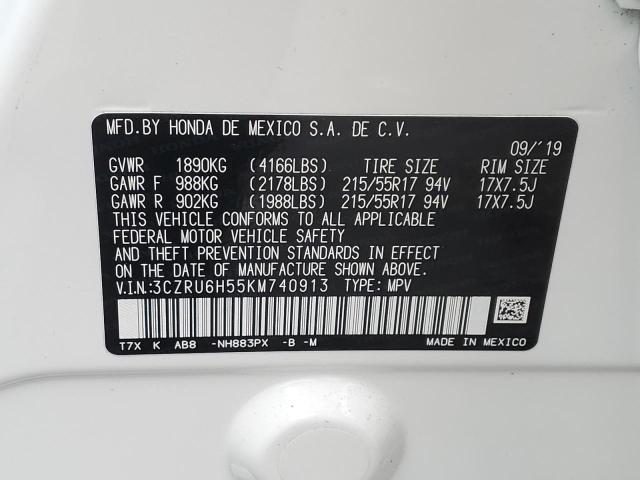 MFD.BY HONDA DE MEXICO S.A. DE C.V.
09/'19
GVWR 1890KG (4166LBS) TIRE SIZE RIM SIZE
GAWR F 988KG (2178LBS) 215/55R17 94V 17X7.5J
GAWR R 902KG (1988LBS) 215/55R17 94V 17X7.5J
THIS VEHICLE CONFORMS TO ALL APPLICABLE
FEDERAL MOTOR VEHICLE SAFETY
AND THEFT PREVENTION STANDARDS IN EFFECT
ON THE DATE OF MANUFACTURE SHOWN ABOVE.
V.I.N.:3CZRU6H55KM740913 TYPE: MPV
T7X K AB8 -NH883PX -B -M MADE IN MEXICO